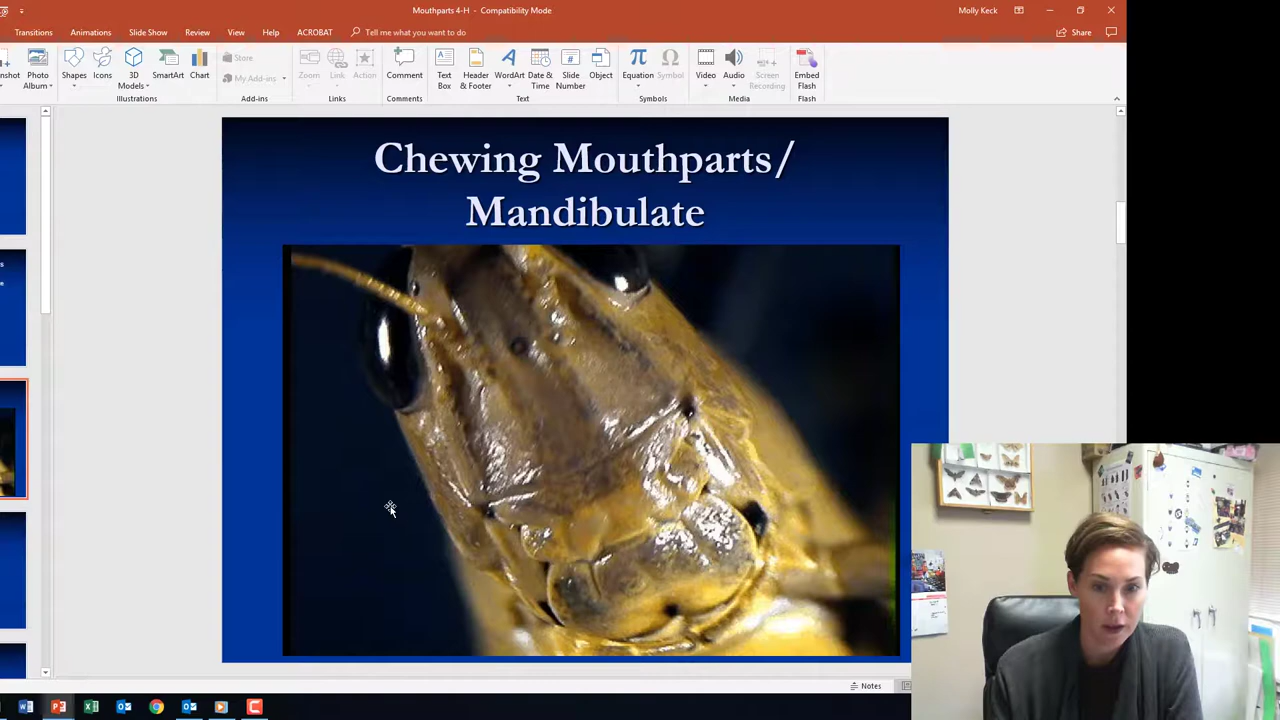 Mouthparts 4-H - Compatibility Mode
Molly Keck
Transitions Animations Slide Show Review View Help ACROBAT Tell me what you want to do
Share
Photo Album
Shapes
Icons
3D Models
SmartArt
Chart
Store
My Add-ins
Zoom
Link
Action
Comment
Text Box
Header & Footer
WordArt
Date & Time
Slide Number
Object
Equation
Symbol
Video
Audio
Screen Recording
Embed Flash
Illustrations Add-ins Links Comments Text Symbols Media Flash
Chewing Mouthparts/
Mandibulate
Notes